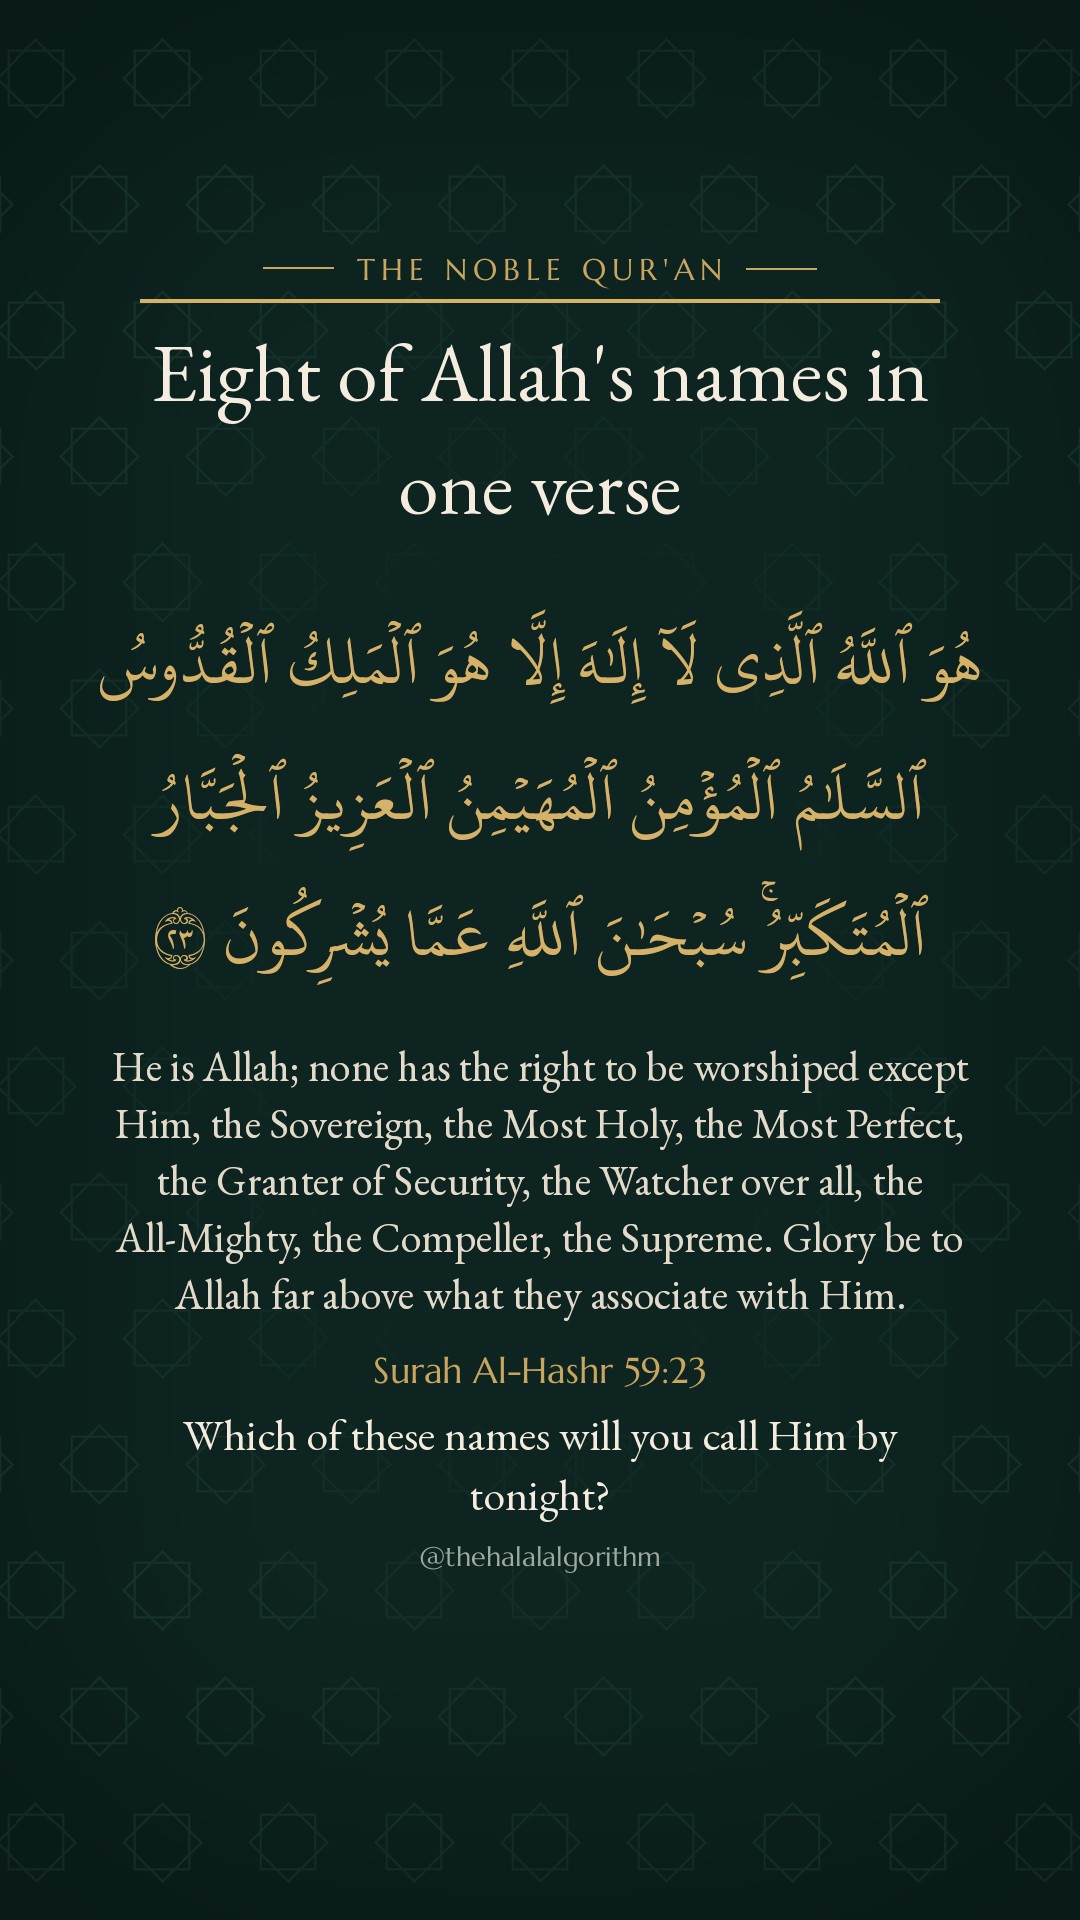 THE NOBLE QUR'AN
Eight of Allah's names in
one verse
هُوَ ٱللَّهُ ٱلَّذِى لَآ إِلَـٰهَ إِلَّا هُوَ ٱلْمَلِكُ ٱلْقُدُّوسُ
ٱلسَّلَـٰمُ ٱلْمُؤْمِنُ ٱلْمُهَيْمِنُ ٱلْعَزِيزُ ٱلْجَبَّارُ
ٱلْمُتَكَبِّرُ ۚ سُبْحَـٰنَ ٱللَّهِ عَمَّا يُشْرِكُونَ ٢٣
He is Allah; none has the right to be worshiped except
Him, the Sovereign, the Most Holy, the Most Perfect,
the Granter of Security, the Watcher over all, the
All-Mighty, the Compeller, the Supreme. Glory be to
Allah far above what they associate with Him.
Surah Al-Hashr 59:23
Which of these names will you call Him by
tonight?
@thehalalalgorithm